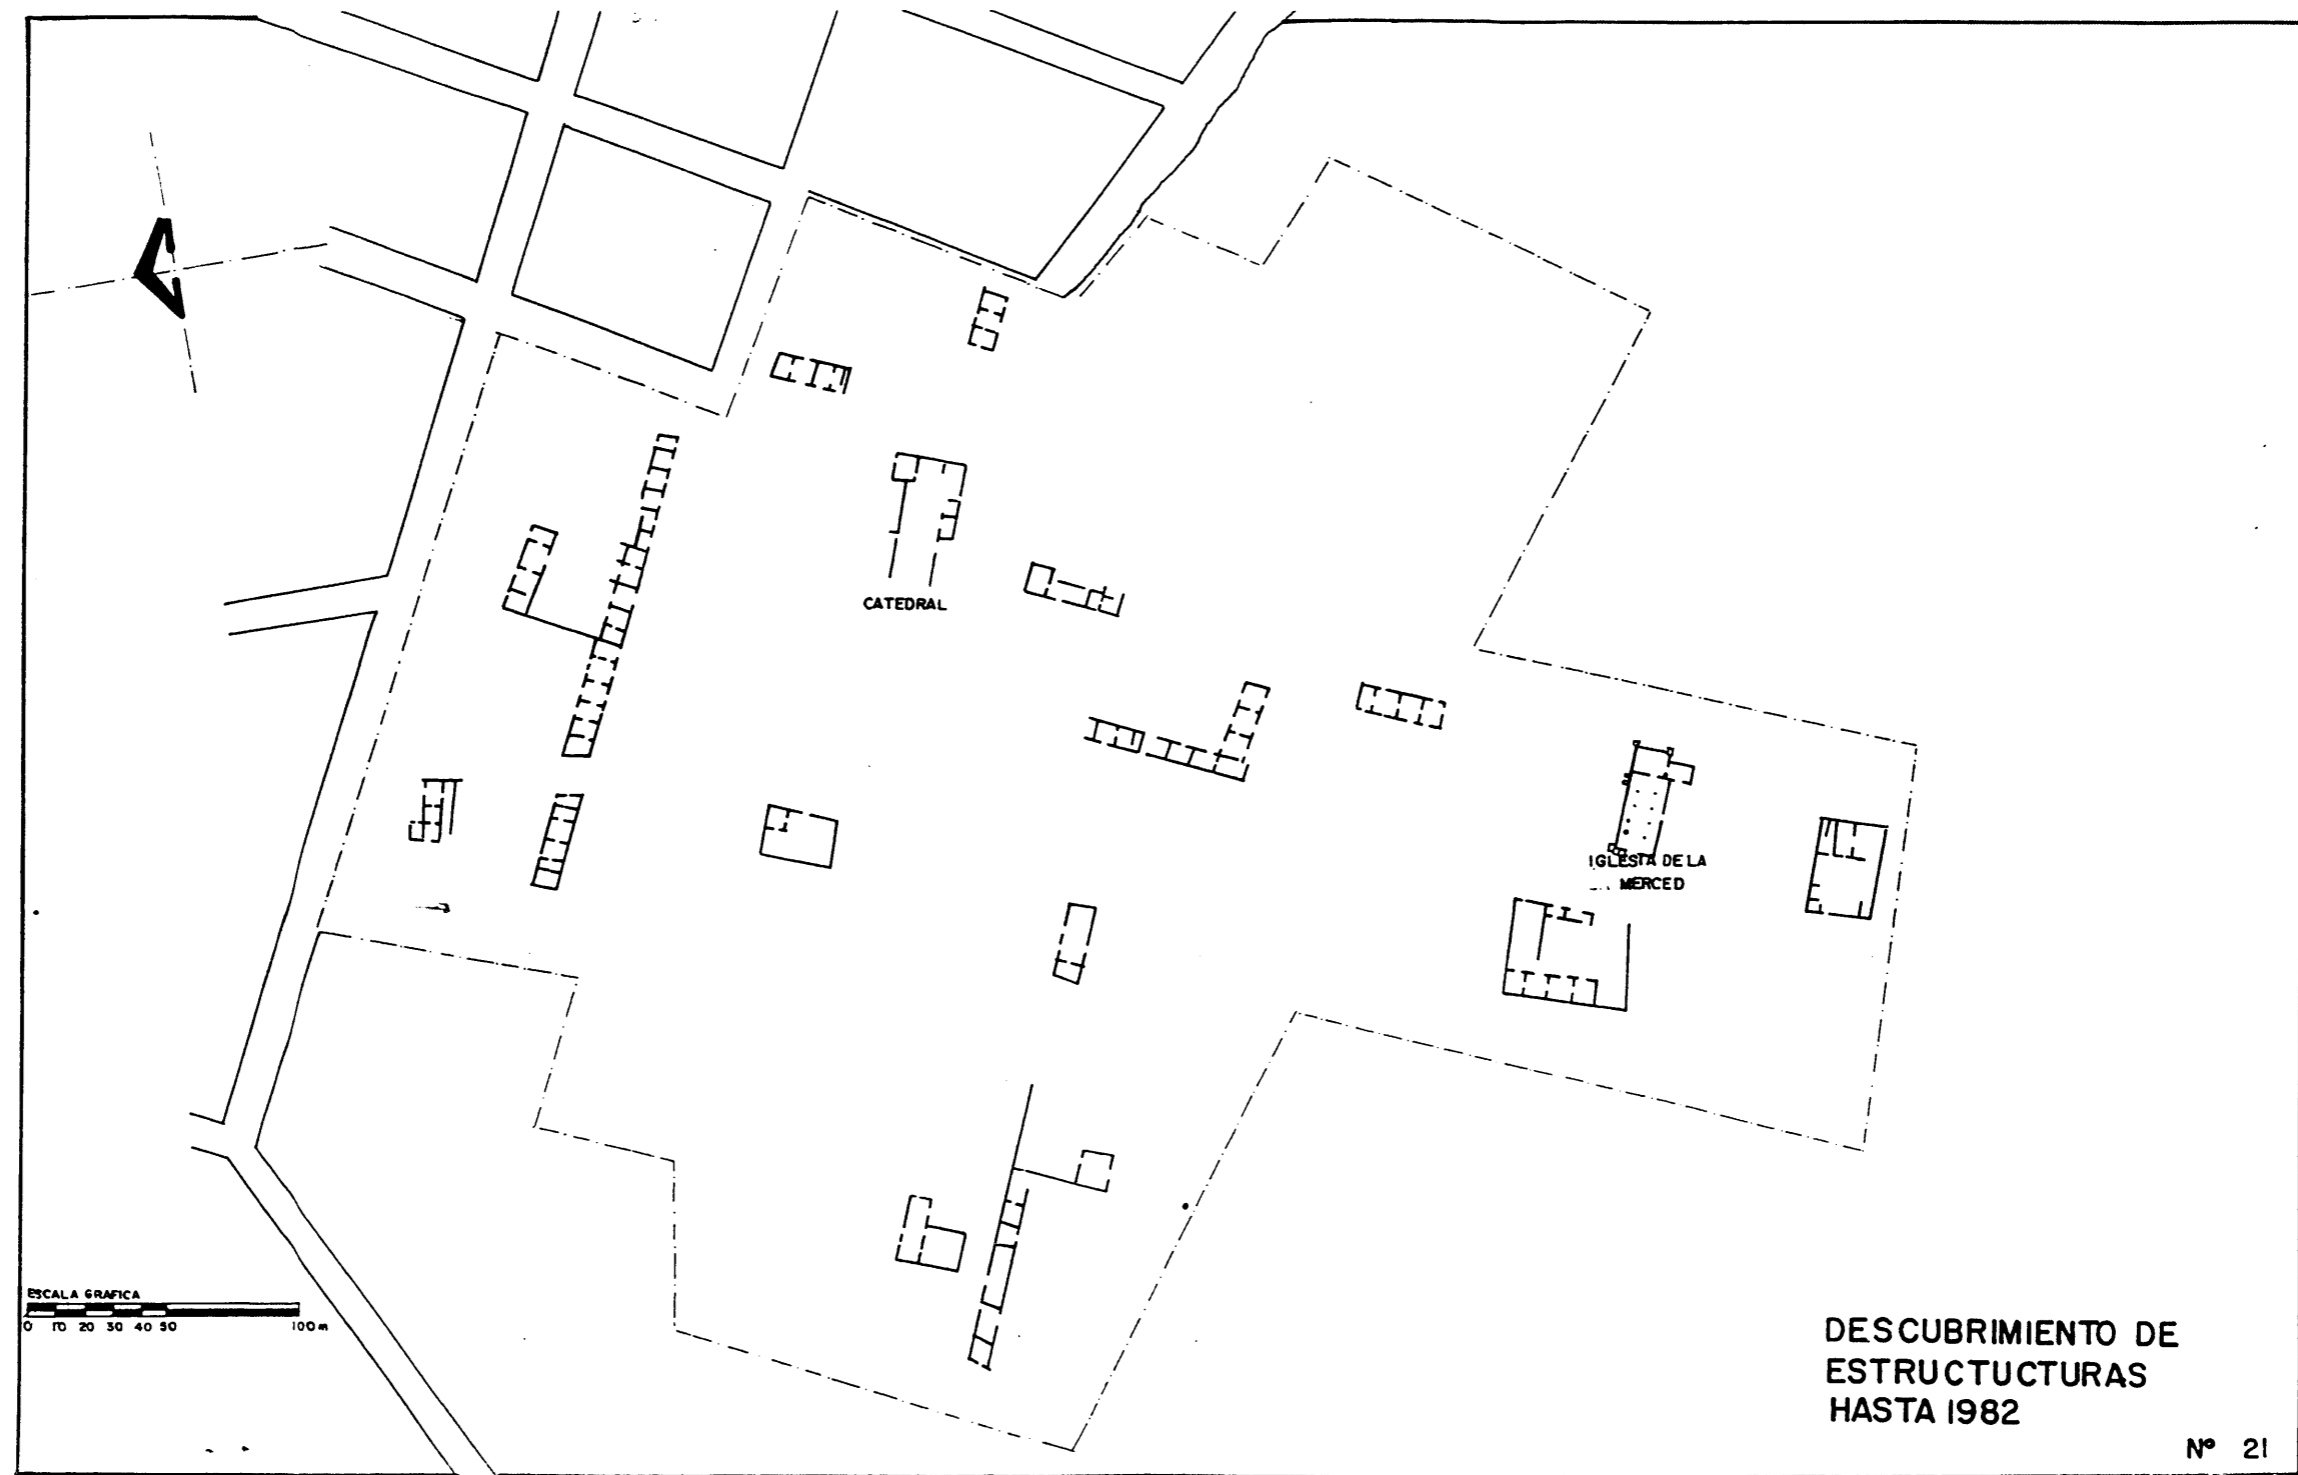 CATEDRAL
IGLESIA DE LA
MERCED
ESCALA GRAFICA
0 10 20 30 40 50 100 m
DESCUBRIMIENTO DE
ESTRUCTUCTURAS
HASTA 1982
Nº 21